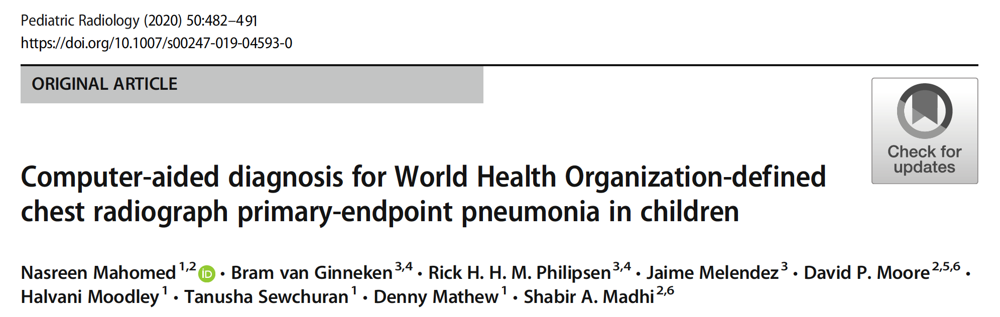 Pediatric Radiology (2020) 50:482–491
https://doi.org/10.1007/s00247-019-04593-0
ORIGINAL ARTICLE
Check for
updates
Computer-aided diagnosis for World Health Organization-defined
chest radiograph primary-endpoint pneumonia in children
Nasreen Mahomed 1,2 iD · Bram van Ginneken 3,4 · Rick H. H. M. Philipsen 3,4 · Jaime Melendez 3 · David P. Moore 2,5,6 ·
Halvani Moodley 1 · Tanusha Sewchuran 1 · Denny Mathew 1 · Shabir A. Madhi 2,6